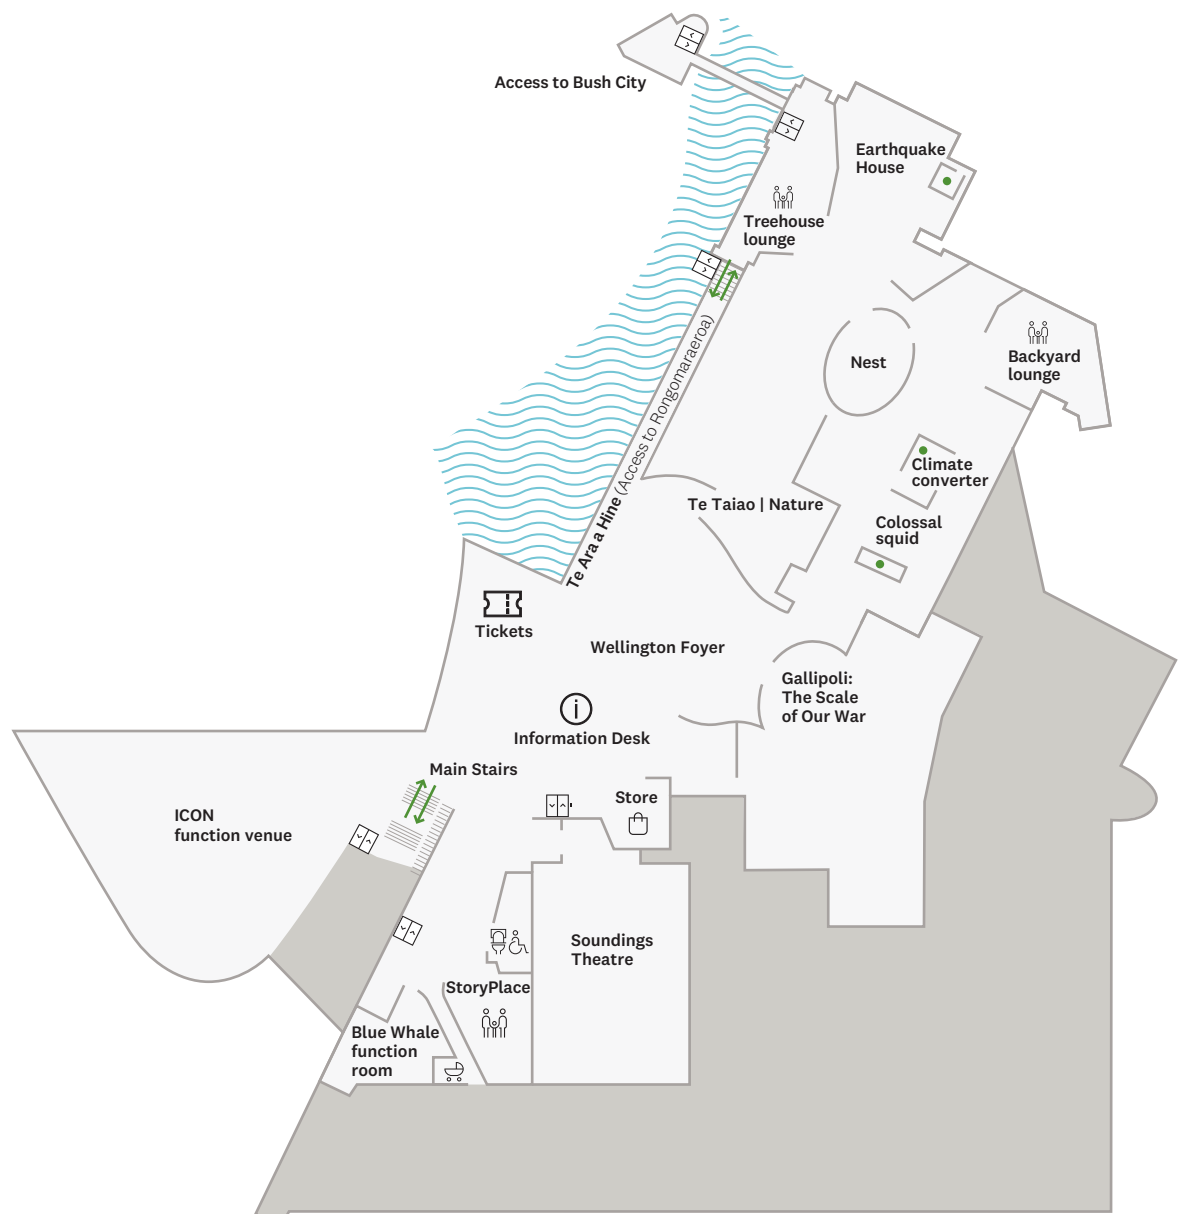 Access to Bush City
Earthquake
House
Treehouse
lounge
Nest
Backyard
lounge
Te Ara a Hine (Access to Rongomaraeroa)
Climate
converter
Te Taiao | Nature
Colossal
squid
Tickets
Wellington Foyer
Gallipoli:
The Scale
of Our War
i
Information Desk
Main Stairs
Store
ICON
function venue
Soundings
Theatre
StoryPlace
Blue Whale
function
room